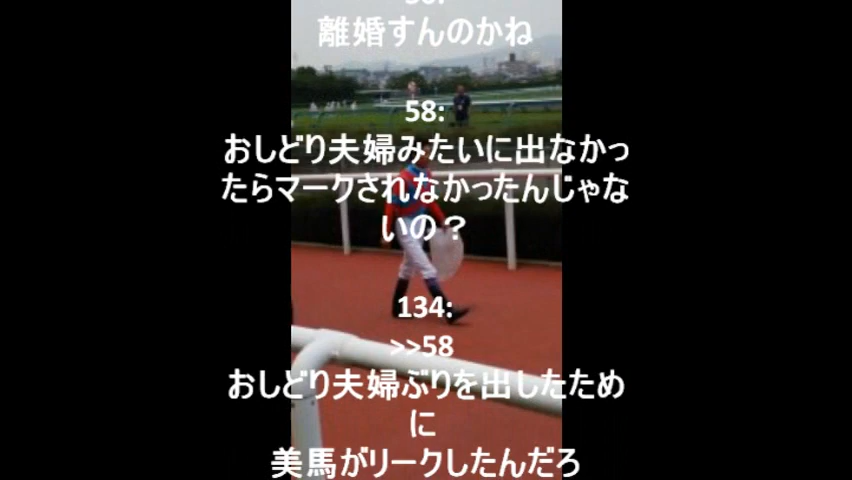 離婚すんのかね
58:
おしどり夫婦みたいに出なかっ
たらマークされなかったんじゃな
いの？
134:
>>58
おしどり夫婦ぶりを出したため
に
美馬がリークしたんだろ